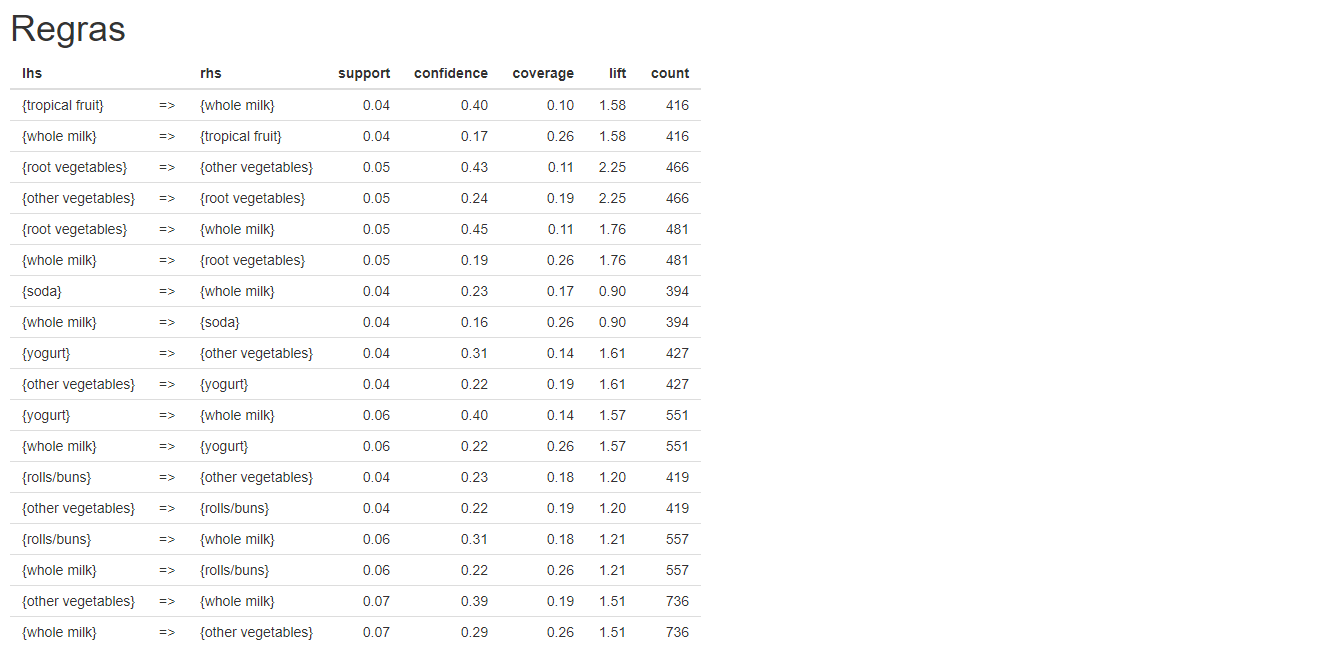 Regras
lhs rhs support confidence coverage lift count
{tropical fruit} => {whole milk} 0.04 0.40 0.10 1.58 416
{whole milk} => {tropical fruit} 0.04 0.17 0.26 1.58 416
{root vegetables} => {other vegetables} 0.05 0.43 0.11 2.25 466
{other vegetables} => {root vegetables} 0.05 0.24 0.19 2.25 466
{root vegetables} => {whole milk} 0.05 0.45 0.11 1.76 481
{whole milk} => {root vegetables} 0.05 0.19 0.26 1.76 481
{soda} => {whole milk} 0.04 0.23 0.17 0.90 394
{whole milk} => {soda} 0.04 0.16 0.26 0.90 394
{yogurt} => {other vegetables} 0.04 0.31 0.14 1.61 427
{other vegetables} => {yogurt} 0.04 0.22 0.19 1.61 427
{yogurt} => {whole milk} 0.06 0.40 0.14 1.57 551
{whole milk} => {yogurt} 0.06 0.22 0.26 1.57 551
{rolls/buns} => {other vegetables} 0.04 0.23 0.18 1.20 419
{other vegetables} => {rolls/buns} 0.04 0.22 0.19 1.20 419
{rolls/buns} => {whole milk} 0.06 0.31 0.18 1.21 557
{whole milk} => {rolls/buns} 0.06 0.22 0.26 1.21 557
{other vegetables} => {whole milk} 0.07 0.39 0.19 1.51 736
{whole milk} => {other vegetables} 0.07 0.29 0.26 1.51 736